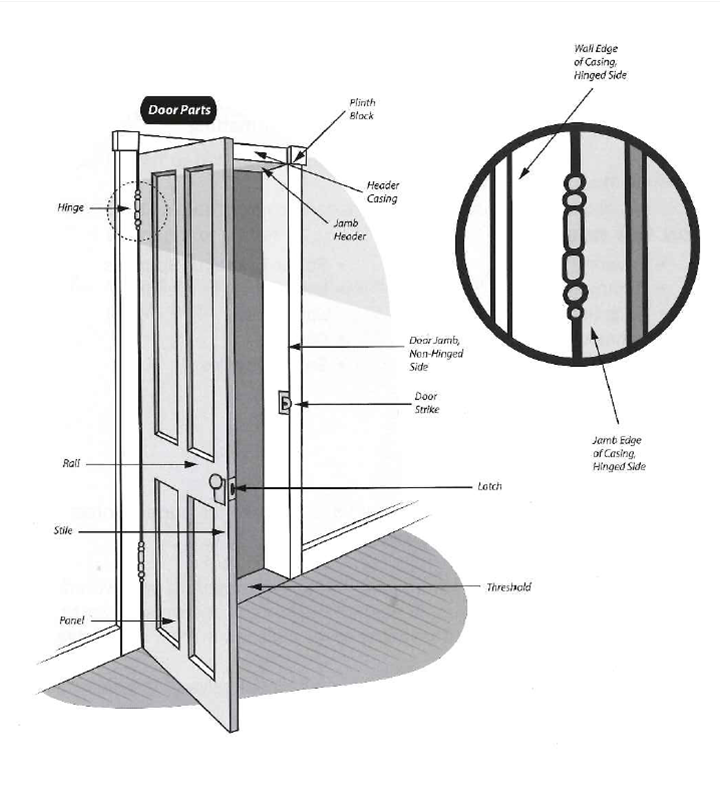 Wall Edge
of Casing,
Hinged Side
Door Parts
Plinth
Block
Header
Casing
Hinge
Jamb
Header
Door Jamb,
Non-Hinged
Side
Door
Strike
Jamb Edge
of Casing,
Hinged Side
Rail
Latch
Stile
Threshold
Panel